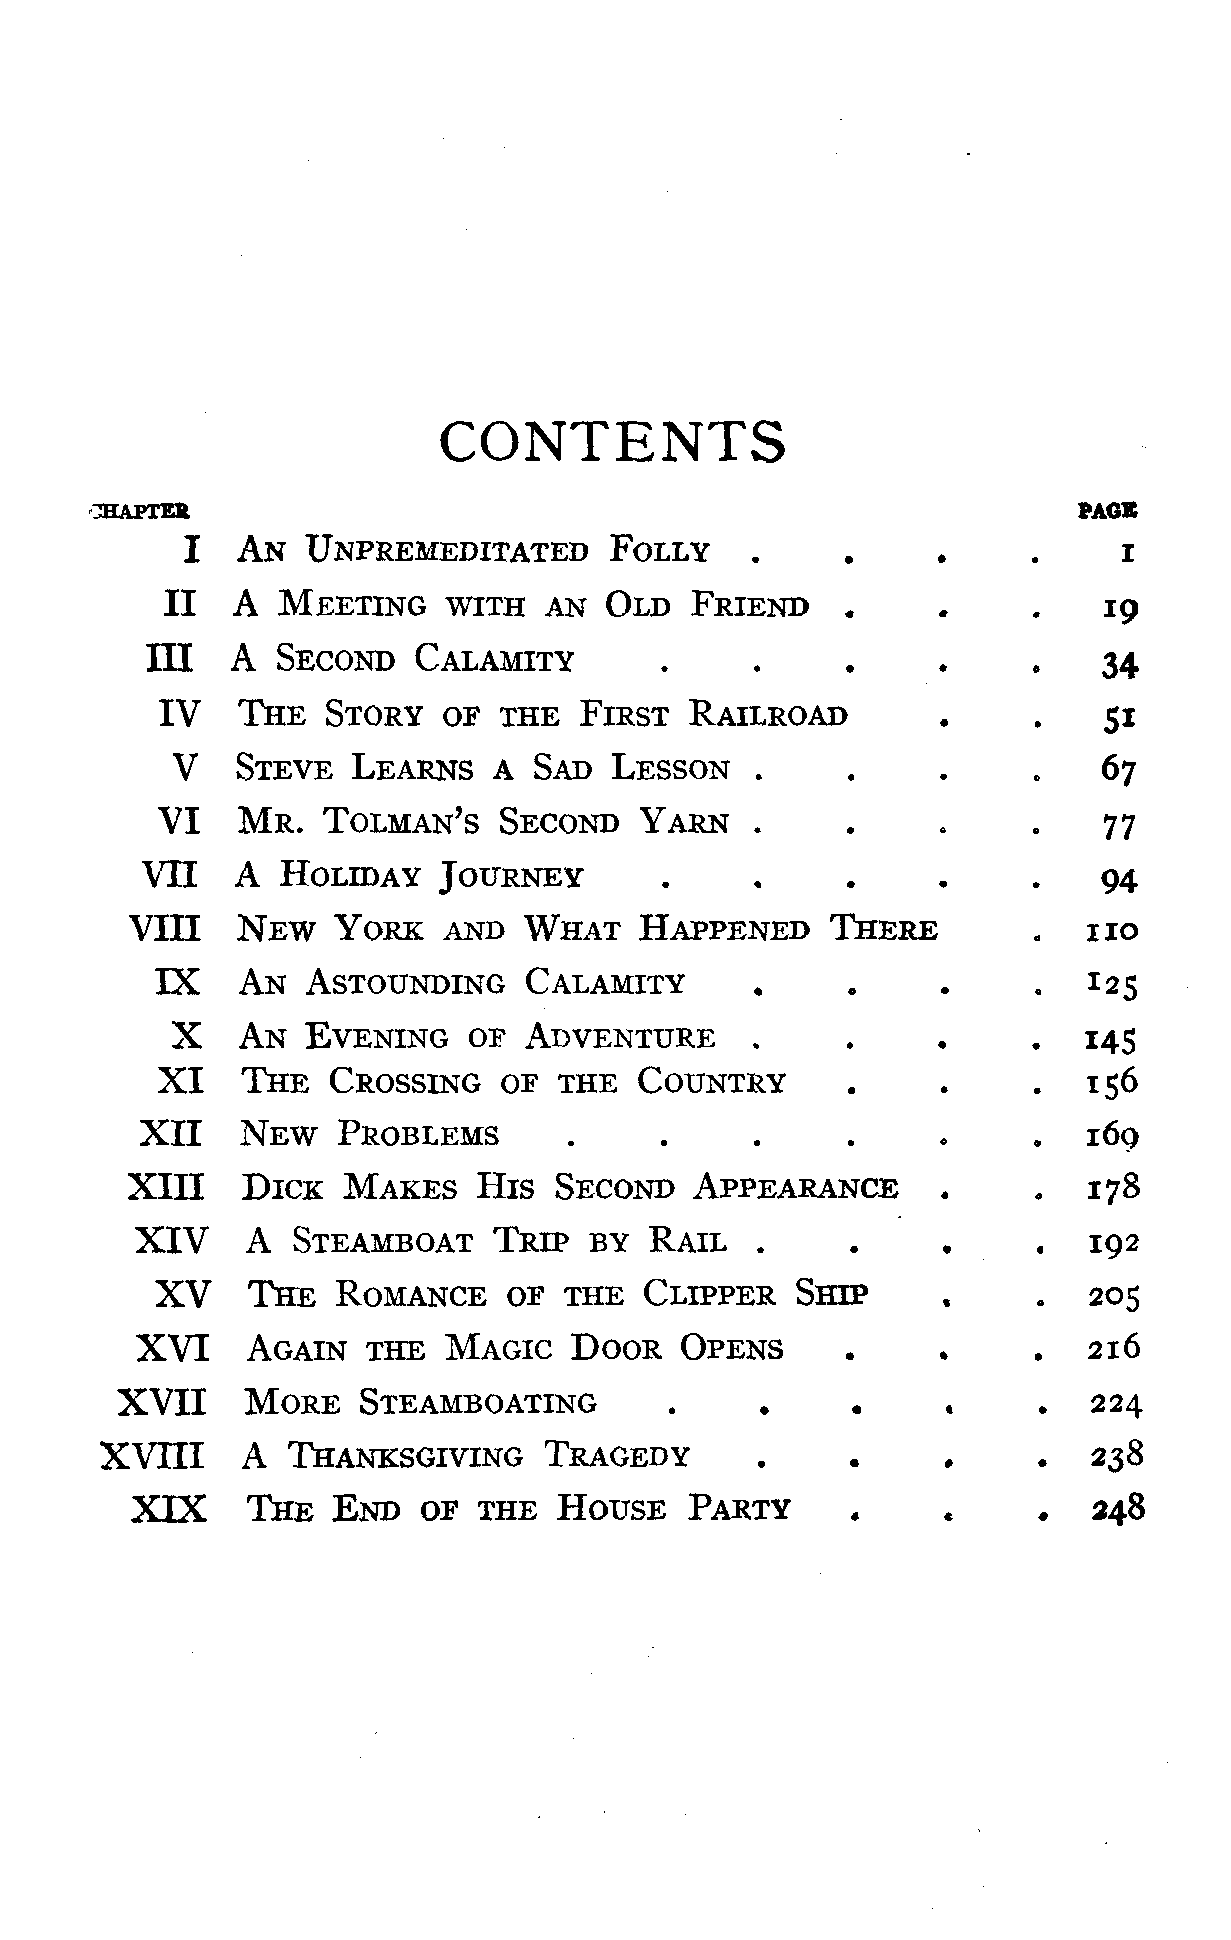 CONTENTS
CHAPTER PAGE
I An Unpremeditated Folly . . . . 1
II A Meeting with an Old Friend . . . 19
III A Second Calamity . . . . . 34
IV The Story of the First Railroad . . 51
V Steve Learns a Sad Lesson . . . . 67
VI Mr. Tolman's Second Yarn . . . . 77
VII A Holiday Journey . . . . . 94
VIII New York and What Happened There . 110
IX An Astounding Calamity . . . . 125
X An Evening of Adventure . . . . 145
XI The Crossing of the Country . . . 156
XII New Problems . . . . . . 169
XIII Dick Makes His Second Appearance . . 178
XIV A Steamboat Trip by Rail . . . . 192
XV The Romance of the Clipper Ship . . 205
XVI Again the Magic Door Opens . . . 216
XVII More Steamboating . . . . . 224
XVIII A Thanksgiving Tragedy . . . . 238
XIX The End of the House Party . . . 248